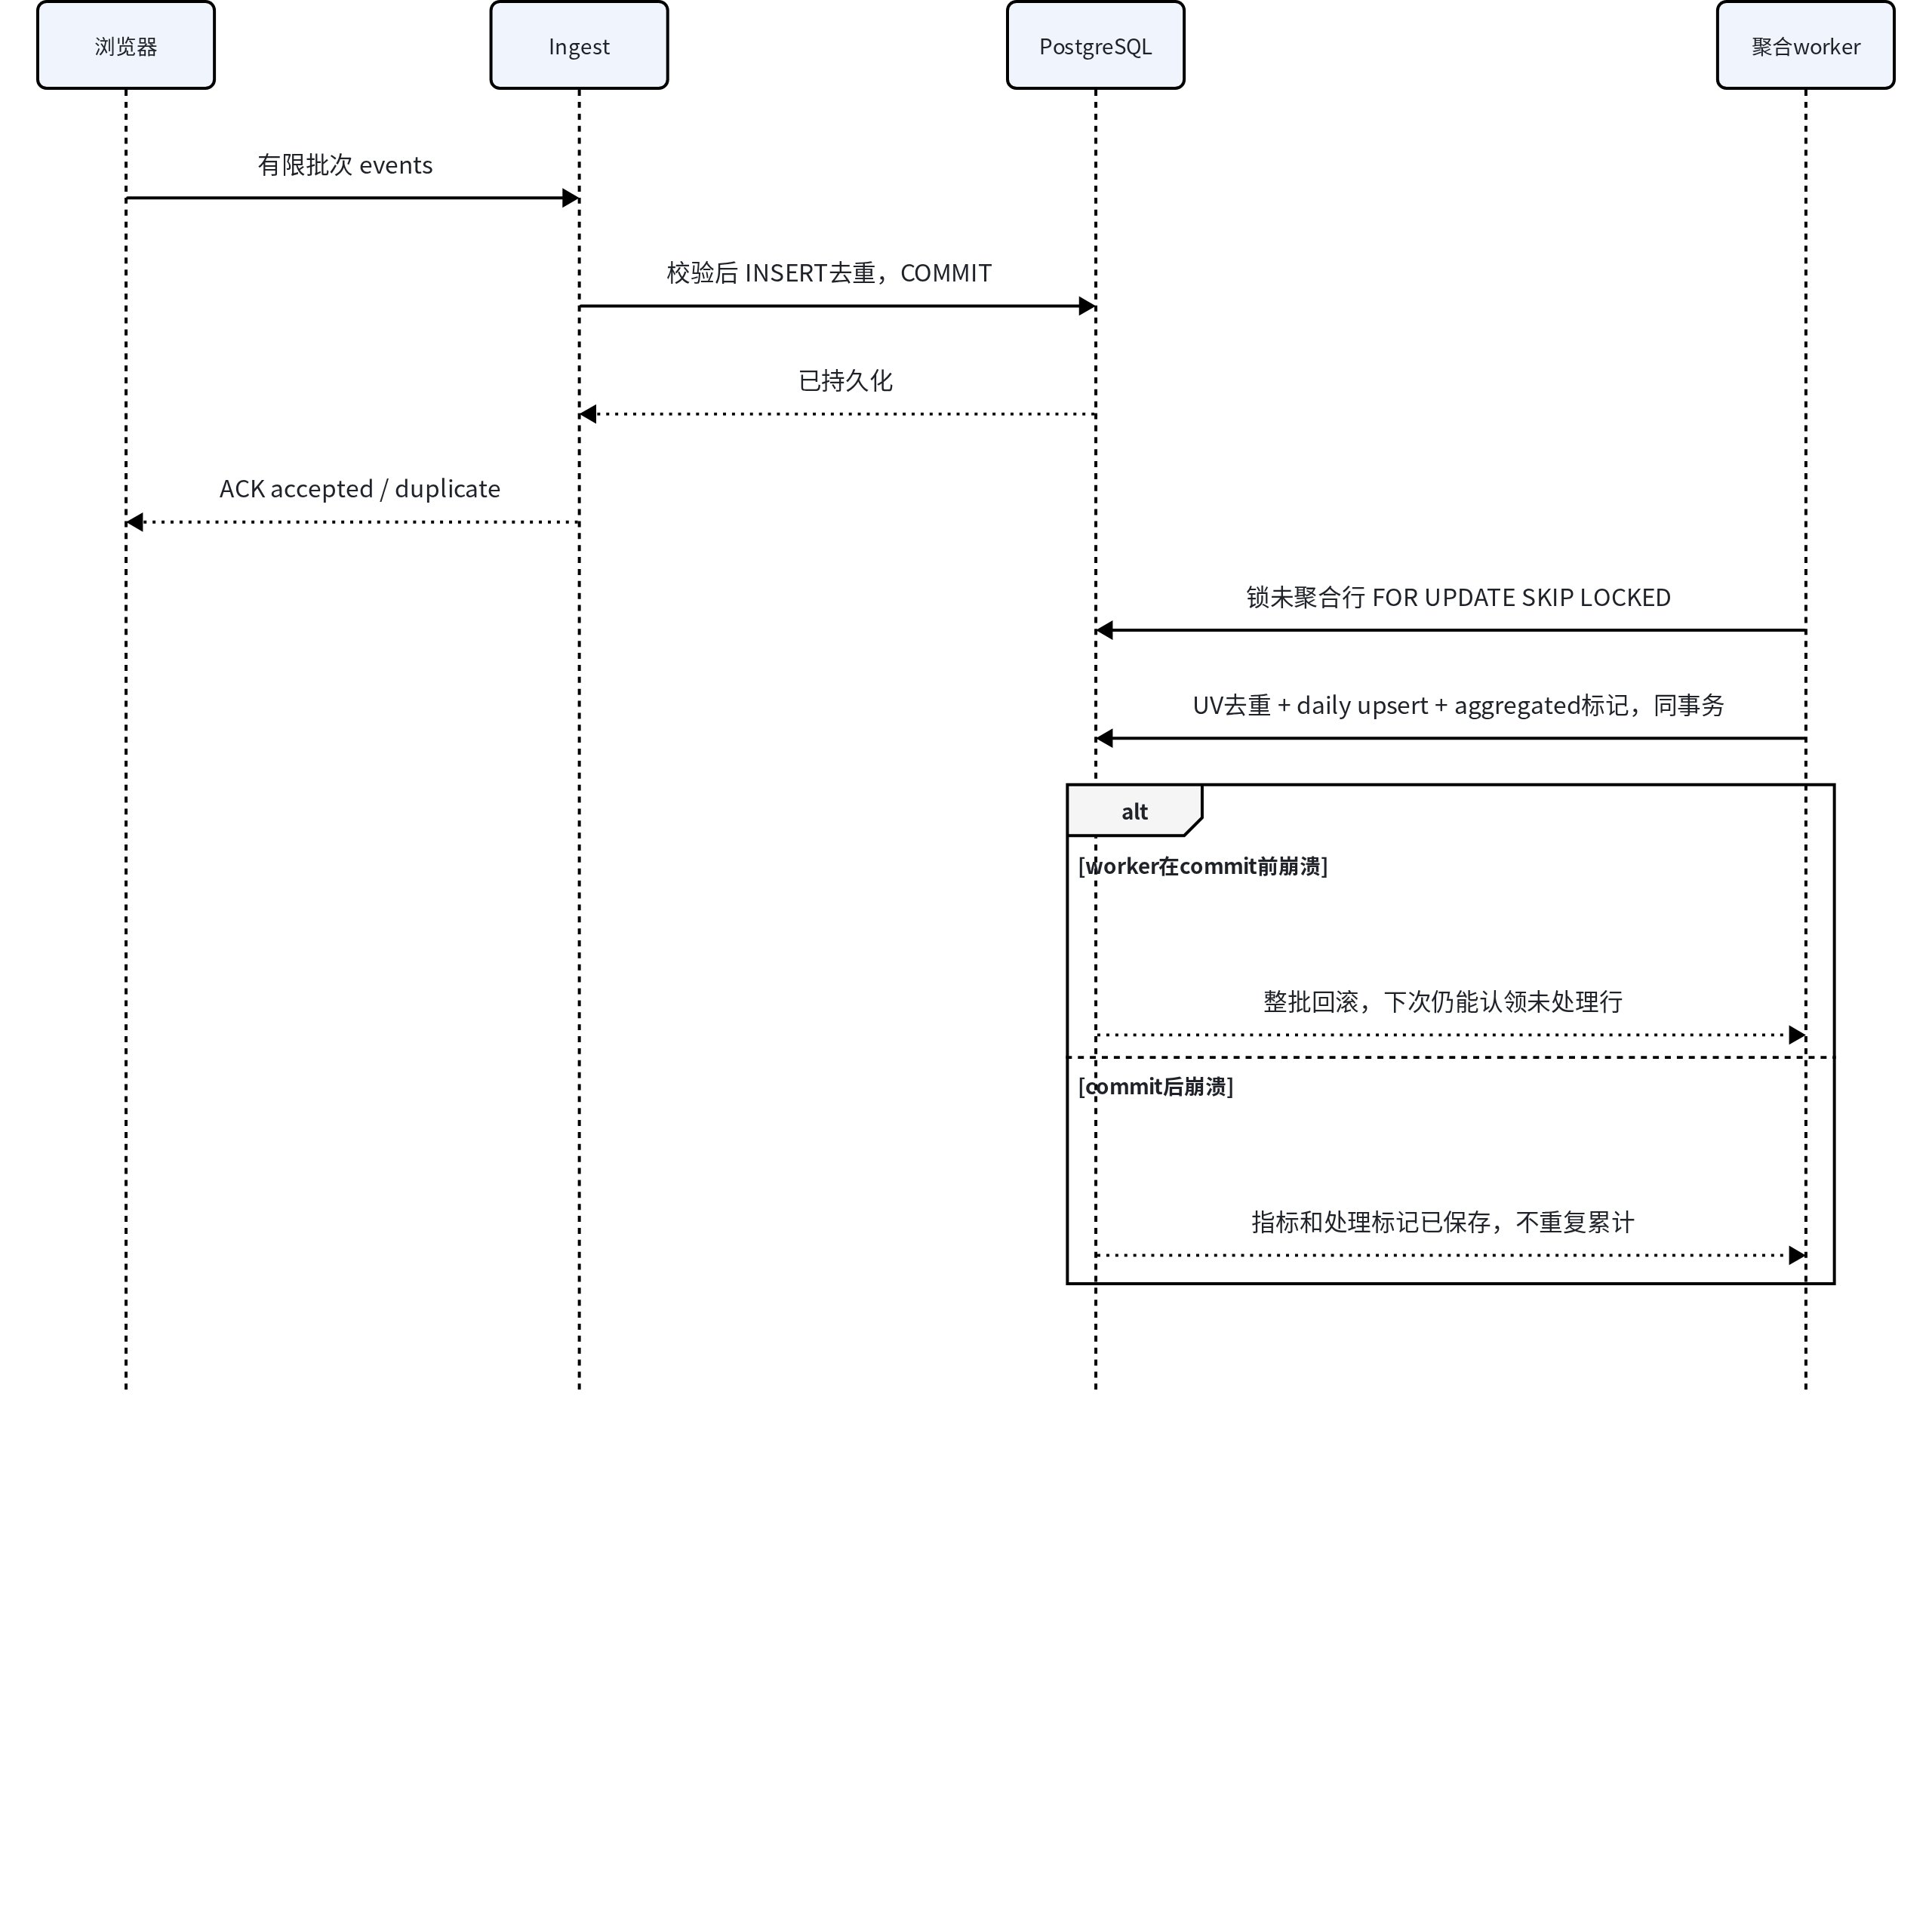 浏览器
Ingest
PostgreSQL
聚合worker
有限批次 events
校验后 INSERT去重，COMMIT
已持久化
ACK accepted / duplicate
锁未聚合行 FOR UPDATE SKIP LOCKED
UV去重 + daily upsert + aggregated标记，同事务
alt
[worker在commit前崩溃]
整批回滚，下次仍能认领未处理行
[commit后崩溃]
指标和处理标记已保存，不重复累计